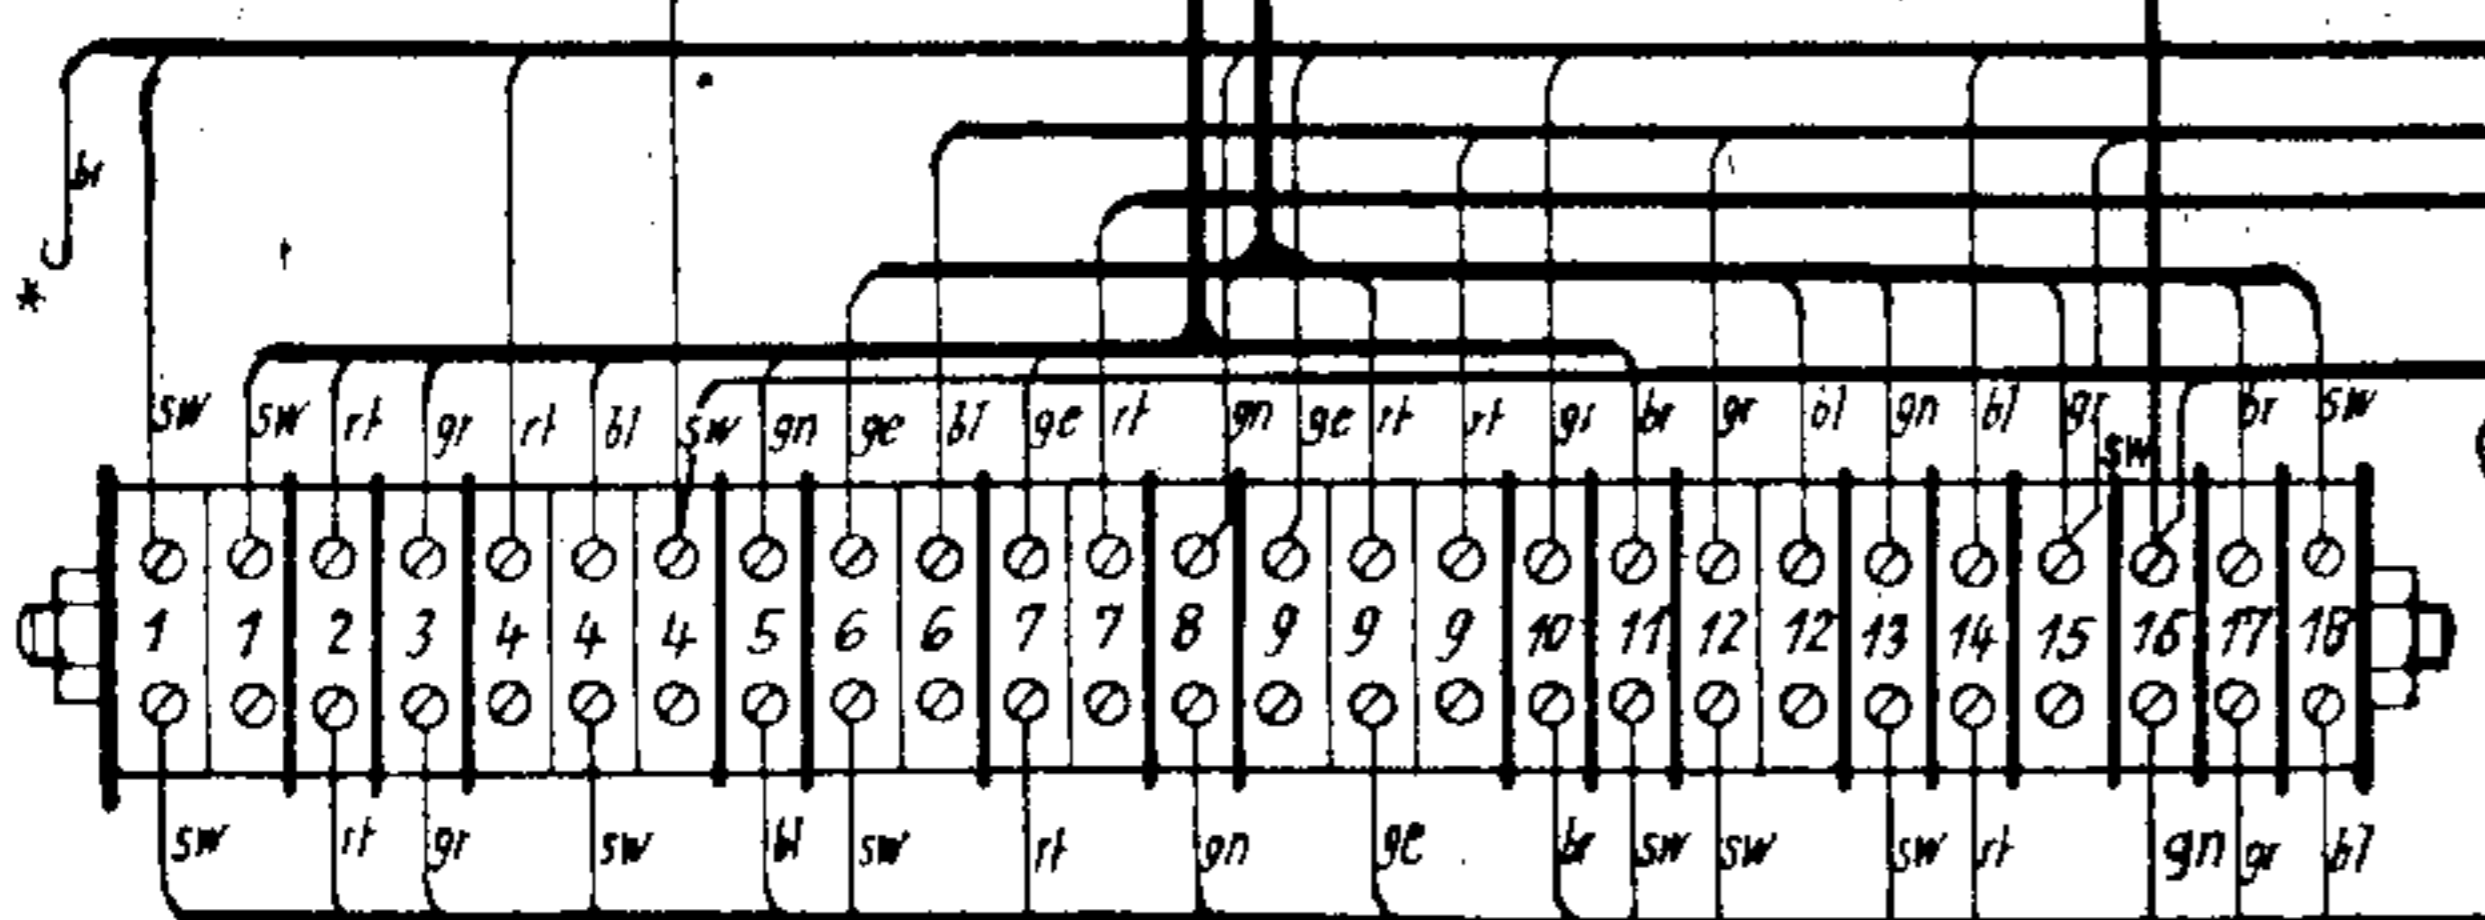 br
*
sw sw rt gr rt bl sw gn ge bl ge rt gn ge rt rt gr br gr bl gn bl gr sw br sw
1 1 2 3 4 4 4 5 6 6 7 7 8 9 9 9 10 11 12 12 13 14 15 16 17 18
sw rt gr sw bl sw rt gn ge br sw sw sw rt gn gr bl